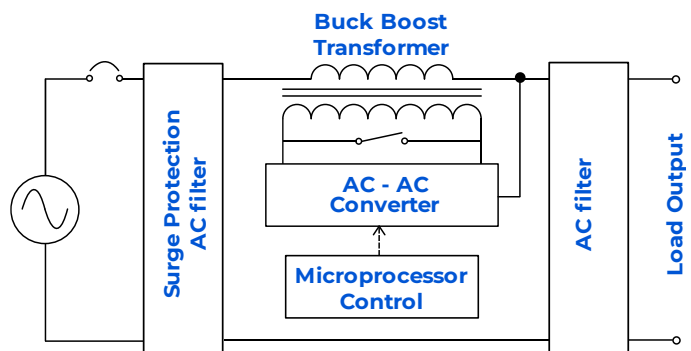 Buck Boost
Transformer
Surge Protection
AC filter
AC - AC
Converter
Microprocessor
Control
AC filter
Load Output